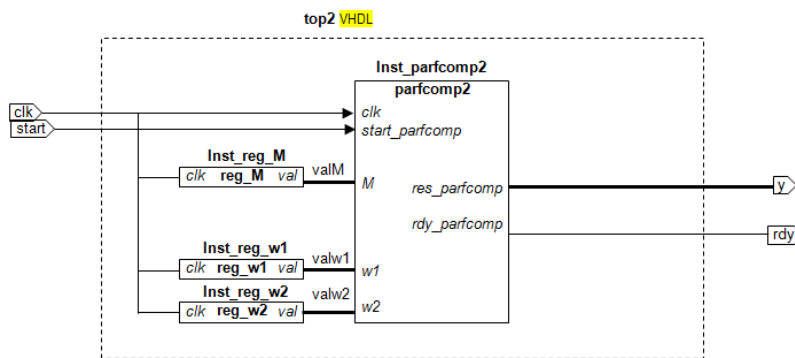 top2 VHDL
Inst_parfcomp2
parfcomp2
clk
clk
start
start_parfcomp
Inst_reg_M
valM
clk reg_M val
M
res_parfcomp
y
rdy_parfcomp
rdy
Inst_reg_w1
valw1
clk reg_w1 val
w1
Inst_reg_w2
valw2
clk reg_w2 val
w2